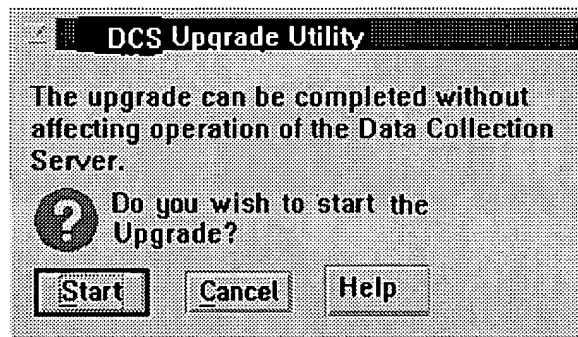 DCS Upgrade Utility
The upgrade can be completed without
affecting operation of the Data Collection
Server.
Do you wish to start the
Upgrade?
Start Cancel Help